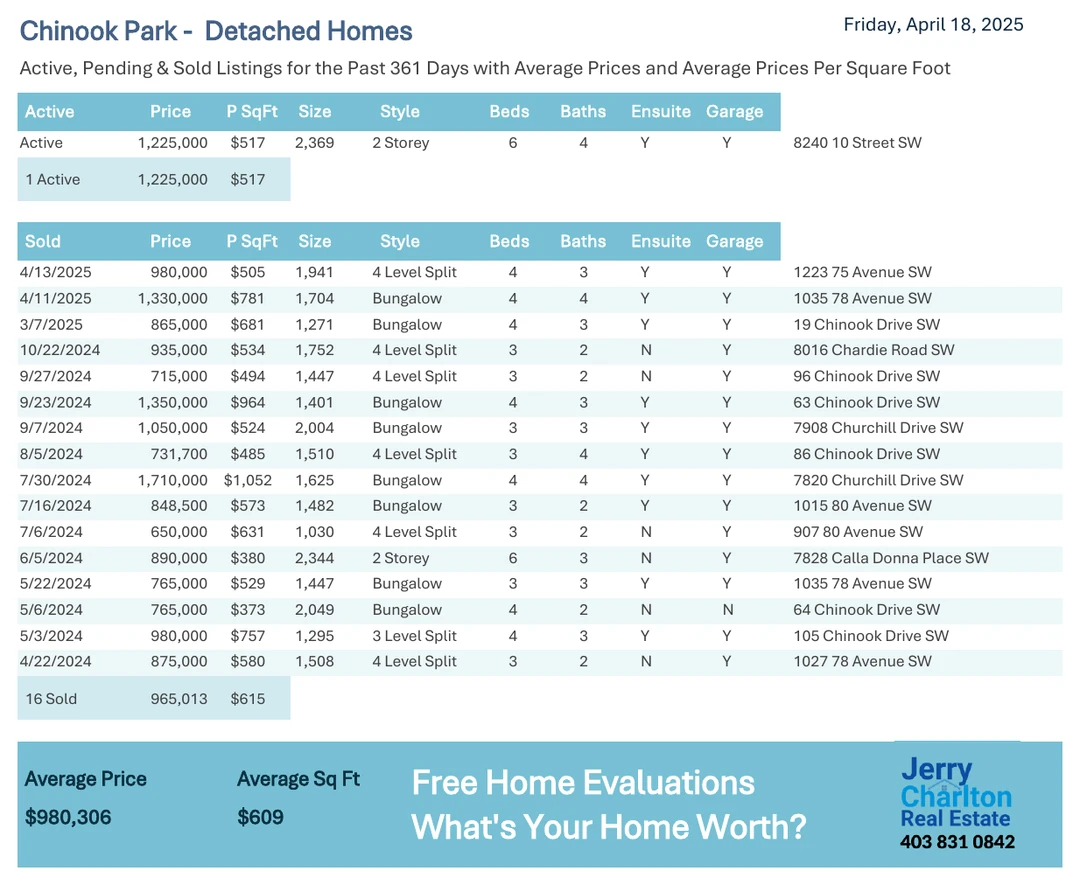 Chinook Park - Detached Homes
Friday, April 18, 2025
Active, Pending & Sold Listings for the Past 361 Days with Average Prices and Average Prices Per Square Foot
Active Price P SqFt Size Style Beds Baths Ensuite Garage
Active 1,225,000 $517 2,369 2 Storey 6 4 Y Y 8240 10 Street SW
1 Active 1,225,000 $517
Sold Price P SqFt Size Style Beds Baths Ensuite Garage
4/13/2025 980,000 $505 1,941 4 Level Split 4 3 Y Y 1223 75 Avenue SW
4/11/2025 1,330,000 $781 1,704 Bungalow 4 4 Y Y 1035 78 Avenue SW
3/7/2025 865,000 $681 1,271 Bungalow 4 3 Y Y 19 Chinook Drive SW
10/22/2024 935,000 $534 1,752 4 Level Split 3 2 N Y 8016 Chardie Road SW
9/27/2024 715,000 $494 1,447 4 Level Split 3 2 N Y 96 Chinook Drive SW
9/23/2024 1,350,000 $964 1,401 Bungalow 4 3 Y Y 63 Chinook Drive SW
9/7/2024 1,050,000 $524 2,004 Bungalow 3 3 Y Y 7908 Churchill Drive SW
8/5/2024 731,700 $485 1,510 4 Level Split 3 4 Y Y 86 Chinook Drive SW
7/30/2024 1,710,000 $1,052 1,625 Bungalow 4 4 Y Y 7820 Churchill Drive SW
7/16/2024 848,500 $573 1,482 Bungalow 3 2 Y Y 1015 80 Avenue SW
7/6/2024 650,000 $631 1,030 4 Level Split 3 2 N Y 907 80 Avenue SW
6/5/2024 890,000 $380 2,344 2 Storey 6 3 N Y 7828 Calla Donna Place SW
5/22/2024 765,000 $529 1,447 Bungalow 3 3 Y Y 1035 78 Avenue SW
5/6/2024 765,000 $373 2,049 Bungalow 4 2 N N 64 Chinook Drive SW
5/3/2024 980,000 $757 1,295 3 Level Split 4 3 Y Y 105 Chinook Drive SW
4/22/2024 875,000 $580 1,508 4 Level Split 3 2 N Y 1027 78 Avenue SW
16 Sold 965,013 $615
Average Price Average Sq Ft
$980,306 $609
Free Home Evaluations
What's Your Home Worth?
Jerry
Charlton
Real Estate
403 831 0842